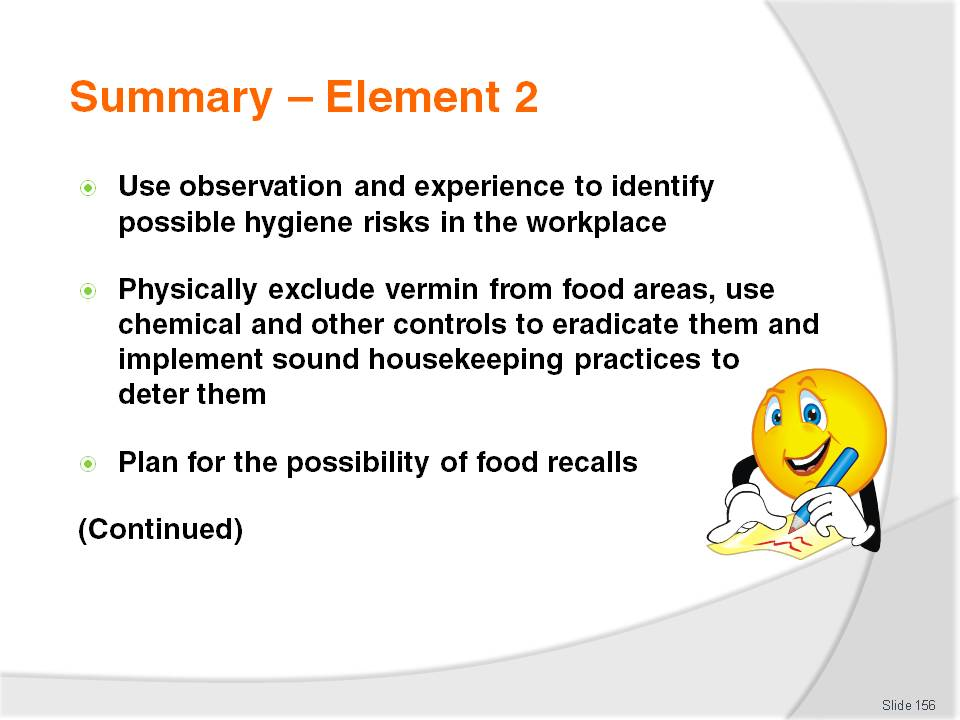 Summary – Element 2
Use observation and experience to identify
possible hygiene risks in the workplace
Physically exclude vermin from food areas, use
chemical and other controls to eradicate them and
implement sound housekeeping practices to
deter them
Plan for the possibility of food recalls
(Continued)
Slide 156